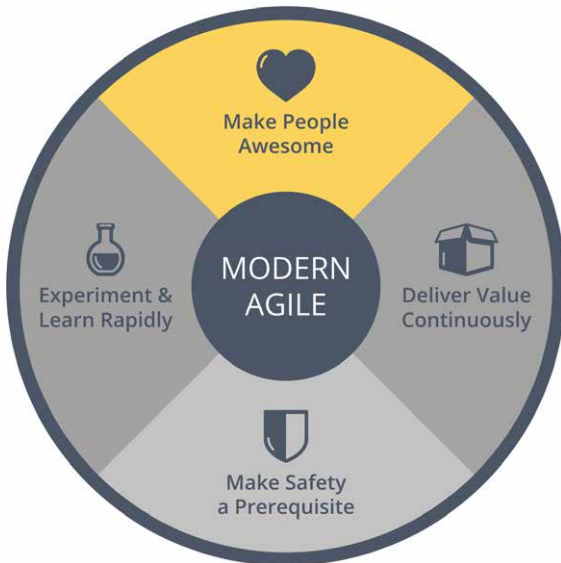 Make People
Awesome
Experiment &
Learn Rapidly
MODERN
AGILE
Deliver Value
Continuously
Make Safety
a Prerequisite